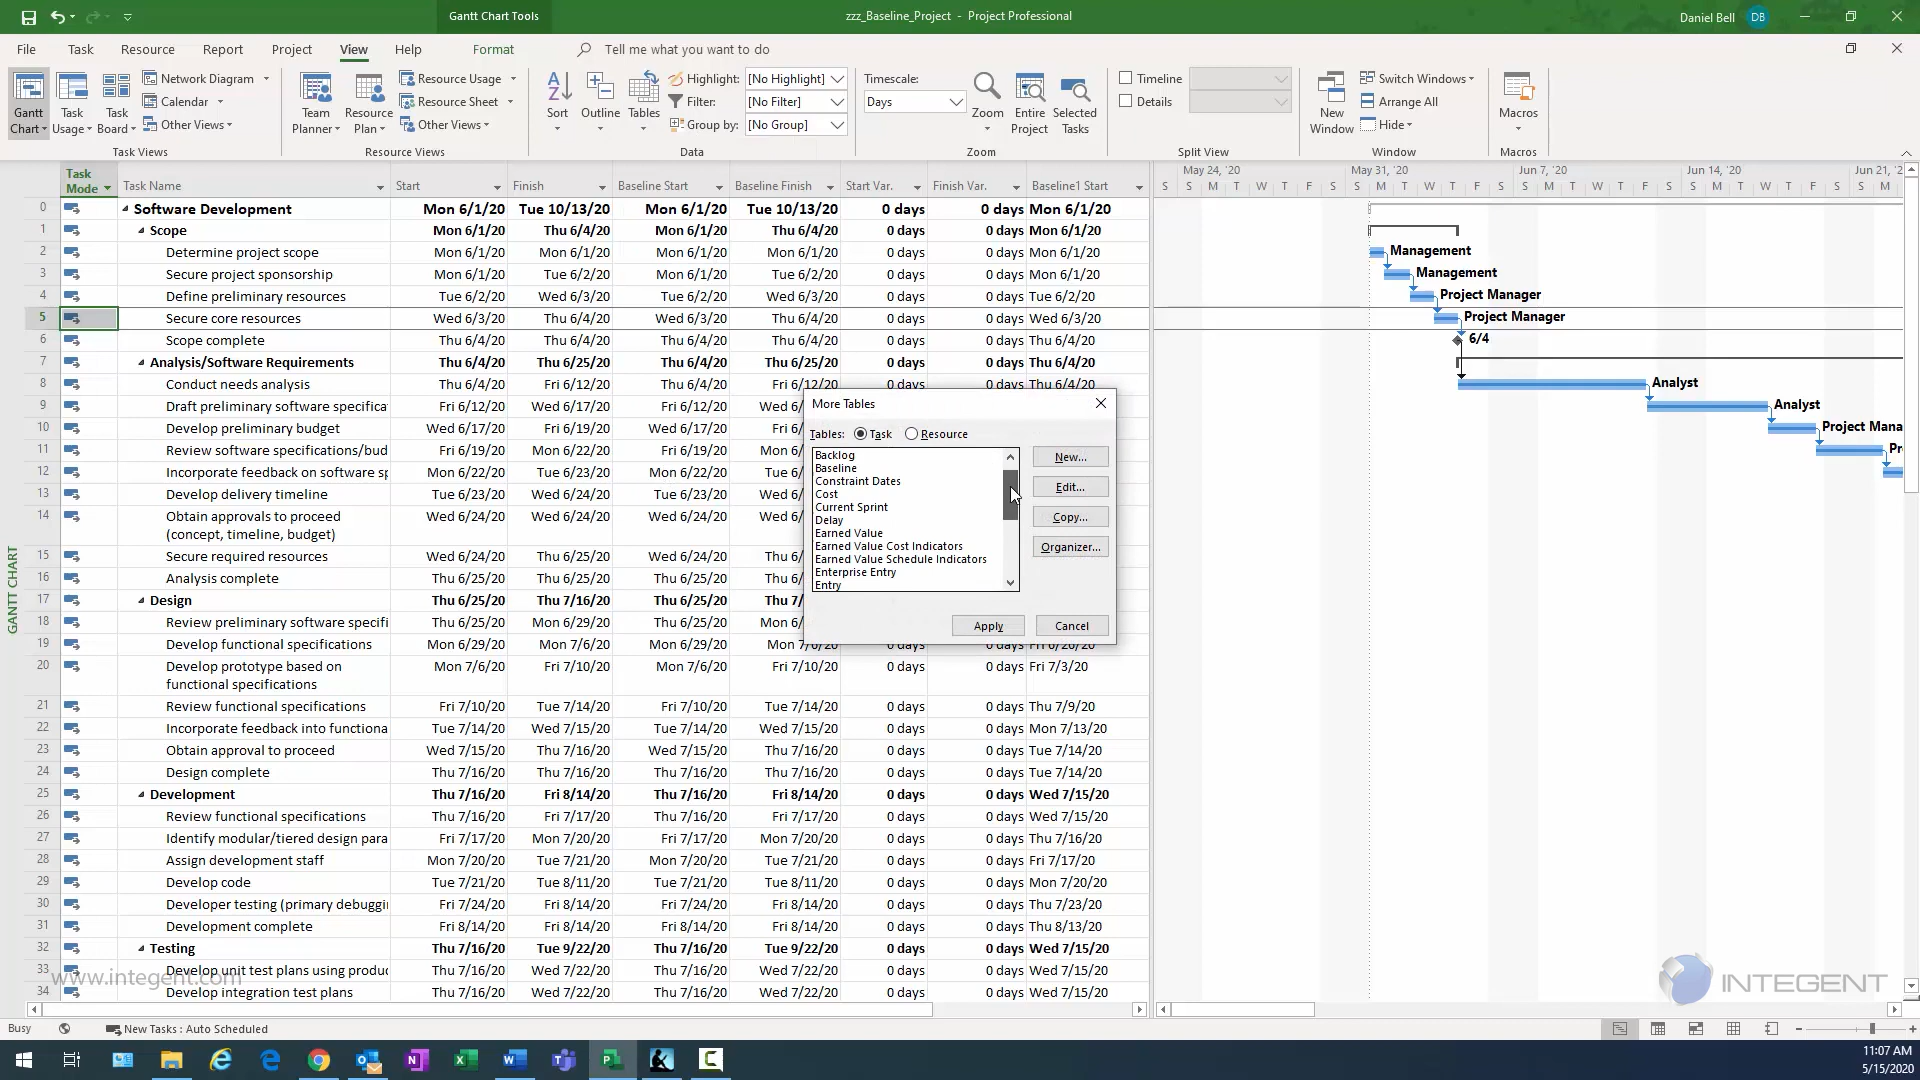 Gantt Chart Tools
zzz_Baseline_Project - Project Professional
Daniel Bell DB
File Task Resource Report Project View Help Format Tell me what you want to do
Gantt Chart
Task Usage
Task Board
Network Diagram
Calendar
Other Views
Task Views
Team Planner
Resource Plan
Resource Usage
Resource Sheet
Other Views
Resource Views
Sort
Outline
Tables
Highlight: [No Highlight]
Filter: [No Filter]
Group by: [No Group]
Data
Timescale:
Days
Zoom
Entire Project
Selected Tasks
Zoom
Timeline
Details
Split View
New Window
Switch Windows
Arrange All
Hide
Window
Macros
Macros
Task Mode Task Name Start Finish Baseline Start Baseline Finish Start Var. Finish Var. Baseline1 Start
May 24, '20 May 31, '20 Jun 7, '20 Jun 14, '20 Jun 21, '2
S S M T W T F S S M T W T F S S M T W T F S S M T W T F S S M
0 Software Development Mon 6/1/20 Tue 10/13/20 Mon 6/1/20 Tue 10/13/20 0 days 0 days Mon 6/1/20
1 Scope Mon 6/1/20 Thu 6/4/20 Mon 6/1/20 Thu 6/4/20 0 days 0 days Mon 6/1/20
2 Determine project scope Mon 6/1/20 Mon 6/1/20 Mon 6/1/20 Mon 6/1/20 0 days 0 days Mon 6/1/20 Management
3 Secure project sponsorship Mon 6/1/20 Tue 6/2/20 Mon 6/1/20 Tue 6/2/20 0 days 0 days Mon 6/1/20 Management
4 Define preliminary resources Tue 6/2/20 Wed 6/3/20 Tue 6/2/20 Wed 6/3/20 0 days 0 days Tue 6/2/20 Project Manager
5 Secure core resources Wed 6/3/20 Thu 6/4/20 Wed 6/3/20 Thu 6/4/20 0 days 0 days Wed 6/3/20 Project Manager
6 Scope complete Thu 6/4/20 Thu 6/4/20 Thu 6/4/20 Thu 6/4/20 0 days 0 days Thu 6/4/20 6/4
7 Analysis/Software Requirements Thu 6/4/20 Thu 6/25/20 Thu 6/4/20 Thu 6/25/20 0 days 0 days Thu 6/4/20
8 Conduct needs analysis Thu 6/4/20 Fri 6/12/20 Thu 6/4/20 Fri 6/12/20 0 days 0 days Thu 6/4/20 Analyst
9 Draft preliminary software specifica Fri 6/12/20 Wed 6/17/20 Fri 6/12/20 Wed 6/ Analyst
10 Develop preliminary budget Wed 6/17/20 Fri 6/19/20 Wed 6/17/20 Fri 6/ Project Mana
11 Review software specifications/bud Fri 6/19/20 Mon 6/22/20 Fri 6/19/20 Mon 6/ Pr
12 Incorporate feedback on software sp Mon 6/22/20 Tue 6/23/20 Mon 6/22/20 Tue 6/
13 Develop delivery timeline Tue 6/23/20 Wed 6/24/20 Tue 6/23/20 Wed 6/
14 Obtain approvals to proceed (concept, timeline, budget) Wed 6/24/20 Wed 6/24/20 Wed 6/24/20 Wed 6/
15 Secure required resources Wed 6/24/20 Thu 6/25/20 Wed 6/24/20 Thu 6/
16 Analysis complete Thu 6/25/20 Thu 6/25/20 Thu 6/25/20 Thu 6/
17 Design Thu 6/25/20 Thu 7/16/20 Thu 6/25/20 Thu 7/
18 Review preliminary software specifi Thu 6/25/20 Mon 6/29/20 Thu 6/25/20 Mon 6/
19 Develop functional specifications Mon 6/29/20 Mon 7/6/20 Mon 6/29/20 Mon 7/6/20 0 days 0 days Fri 6/26/20
20 Develop prototype based on functional specifications Mon 7/6/20 Fri 7/10/20 Mon 7/6/20 Fri 7/10/20 0 days 0 days Fri 7/3/20
21 Review functional specifications Fri 7/10/20 Tue 7/14/20 Fri 7/10/20 Tue 7/14/20 0 days 0 days Thu 7/9/20
22 Incorporate feedback into functiona Tue 7/14/20 Wed 7/15/20 Tue 7/14/20 Wed 7/15/20 0 days 0 days Mon 7/13/20
23 Obtain approval to proceed Wed 7/15/20 Thu 7/16/20 Wed 7/15/20 Thu 7/16/20 0 days 0 days Tue 7/14/20
24 Design complete Thu 7/16/20 Thu 7/16/20 Thu 7/16/20 Thu 7/16/20 0 days 0 days Tue 7/14/20
25 Development Thu 7/16/20 Fri 8/14/20 Thu 7/16/20 Fri 8/14/20 0 days 0 days Wed 7/15/20
26 Review functional specifications Thu 7/16/20 Fri 7/17/20 Thu 7/16/20 Fri 7/17/20 0 days 0 days Wed 7/15/20
27 Identify modular/tiered design para Fri 7/17/20 Mon 7/20/20 Fri 7/17/20 Mon 7/20/20 0 days 0 days Thu 7/16/20
28 Assign development staff Mon 7/20/20 Tue 7/21/20 Mon 7/20/20 Tue 7/21/20 0 days 0 days Fri 7/17/20
29 Develop code Tue 7/21/20 Tue 8/11/20 Tue 7/21/20 Tue 8/11/20 0 days 0 days Mon 7/20/20
30 Developer testing (primary debuggi Fri 7/24/20 Fri 8/14/20 Fri 7/24/20 Fri 8/14/20 0 days 0 days Thu 7/23/20
31 Development complete Fri 8/14/20 Fri 8/14/20 Fri 8/14/20 Fri 8/14/20 0 days 0 days Thu 8/13/20
32 Testing Thu 7/16/20 Tue 9/22/20 Thu 7/16/20 Tue 9/22/20 0 days 0 days Wed 7/15/20
33 Develop unit test plans using produc Thu 7/16/20 Wed 7/22/20 Thu 7/16/20 Wed 7/22/20 0 days 0 days Wed 7/15/20
34 Develop integration test plans Thu 7/16/20 Wed 7/22/20 Thu 7/16/20 Wed 7/22/20 0 days 0 days Wed 7/15/20
GANTT CHART
More Tables
Tables: Task Resource
Backlog
Baseline
Constraint Dates
Cost
Current Sprint
Delay
Earned Value
Earned Value Cost Indicators
Earned Value Schedule Indicators
Enterprise Entry
Entry
New...
Edit...
Copy...
Organizer...
Apply Cancel
www.integent.com
INTEGENT
Busy New Tasks : Auto Scheduled
11:07 AM
5/15/2020